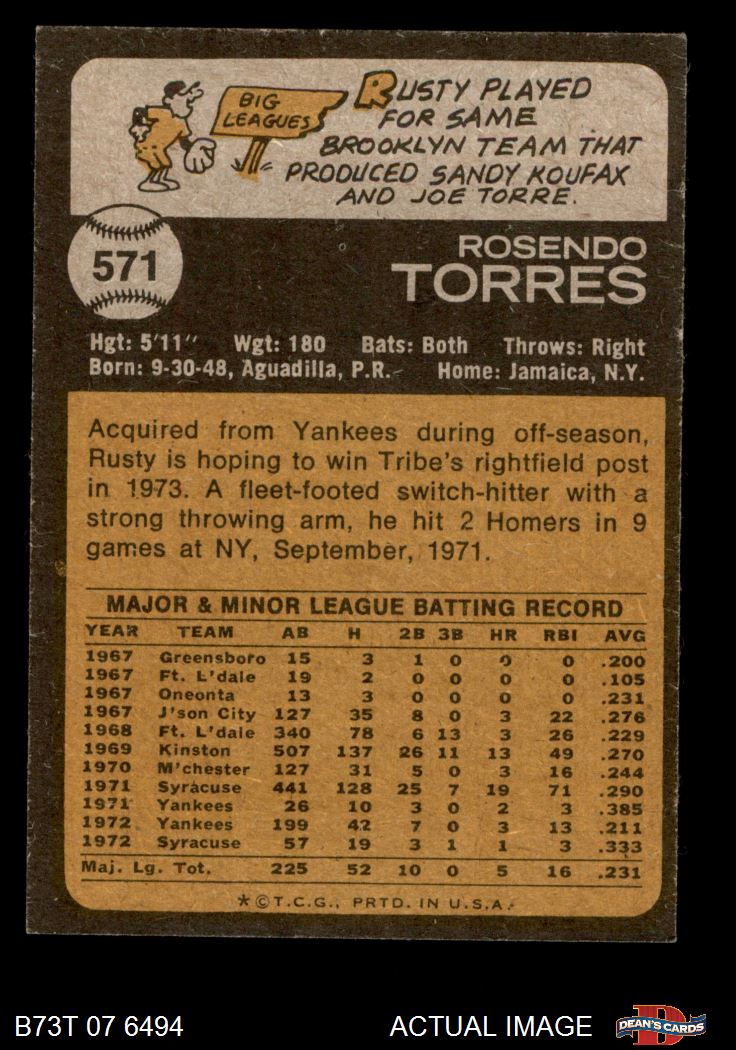 BIG
LEAGUES
RUSTY PLAYED
FOR SAME
BROOKLYN TEAM THAT
PRODUCED SANDY KOUFAX
AND JOE TORRE.
571
ROSENDO
TORRES
Hgt: 5'11" Wgt: 180 Bats: Both Throws: Right
Born: 9-30-48, Aguadilla, P.R. Home: Jamaica, N.Y.
Acquired from Yankees during off-season,
Rusty is hoping to win Tribe's rightfield post
in 1973. A fleet-footed switch-hitter with a
strong throwing arm, he hit 2 Homers in 9
games at NY, September, 1971.
MAJOR & MINOR LEAGUE BATTING RECORD
YEAR TEAM AB H 2B 3B HR RBI AVG
1967 Greensboro 15 3 1 0 0 0 .200
1967 Ft. L'dale 19 2 0 0 0 0 .105
1967 Oneonta 13 3 0 0 0 0 .231
1967 J'son City 127 35 8 0 3 22 .276
1968 Ft. L'dale 340 78 6 13 3 26 .229
1969 Kinston 507 137 26 11 13 49 .270
1970 M'chester 127 31 5 0 3 16 .244
1971 Syracuse 441 128 25 7 19 71 .290
1971 Yankees 26 10 3 0 2 3 .385
1972 Yankees 199 42 7 0 3 13 .211
1972 Syracuse 57 19 3 1 1 3 .333
Maj. Lg. Tot. 225 52 10 0 5 16 .231
*©T.C.G., PRTD. IN U.S.A.
B73T 07 6494 ACTUAL IMAGE DEAN'S CARDS